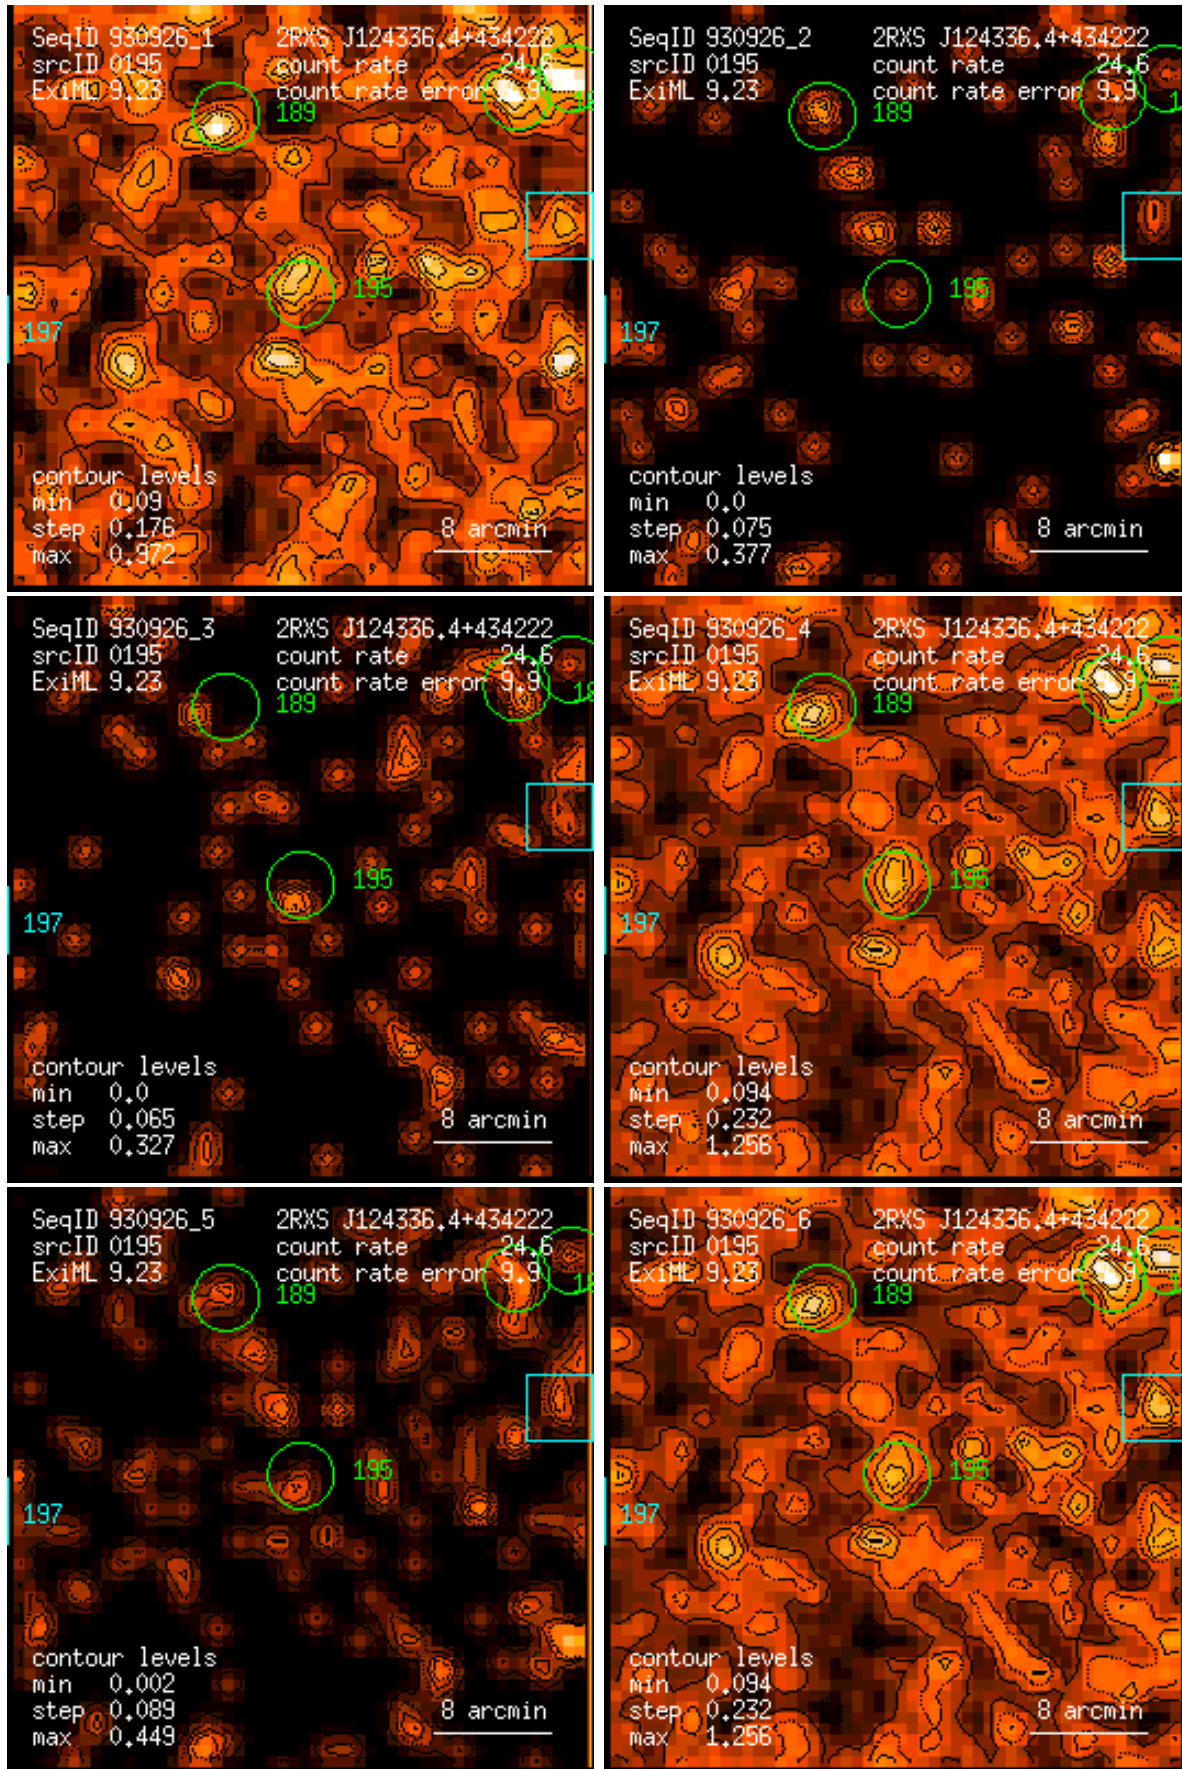 SeqID 930926_1 2RXS J124336.4+434222
srcID 0195 count rate 24.6
ExiML 9.23 count rate error 9.9
189
195
197
contour levels
min 0.09
step 0.176 8 arcmin
max 0.972
SeqID 930926_2 2RXS J124336.4+434222
srcID 0195 count rate 24.6
ExiML 9.23 count rate error 9.9
189
195
197
contour levels
min 0.0
step 0.075 8 arcmin
max 0.377
SeqID 930926_3 2RXS J124336.4+434222
srcID 0195 count rate 24.6
ExiML 9.23 count rate error 9.9
189
195
197
contour levels
min 0.0
step 0.065 8 arcmin
max 0.327
SeqID 930926_4 2RXS J124336.4+434222
srcID 0195 count rate 24.6
ExiML 9.23 count rate error 9.9
189
195
197
contour levels
min 0.094
step 0.232 8 arcmin
max 1.256
SeqID 930926_5 2RXS J124336.4+434222
srcID 0195 count rate 24.6
ExiML 9.23 count rate error 9.9
189
195
197
contour levels
min 0.002
step 0.089 8 arcmin
max 0.449
SeqID 930926_6 2RXS J124336.4+434222
srcID 0195 count rate 24.6
ExiML 9.23 count rate error 9.9
189
195
197
contour levels
min 0.094
step 0.232 8 arcmin
max 1.256